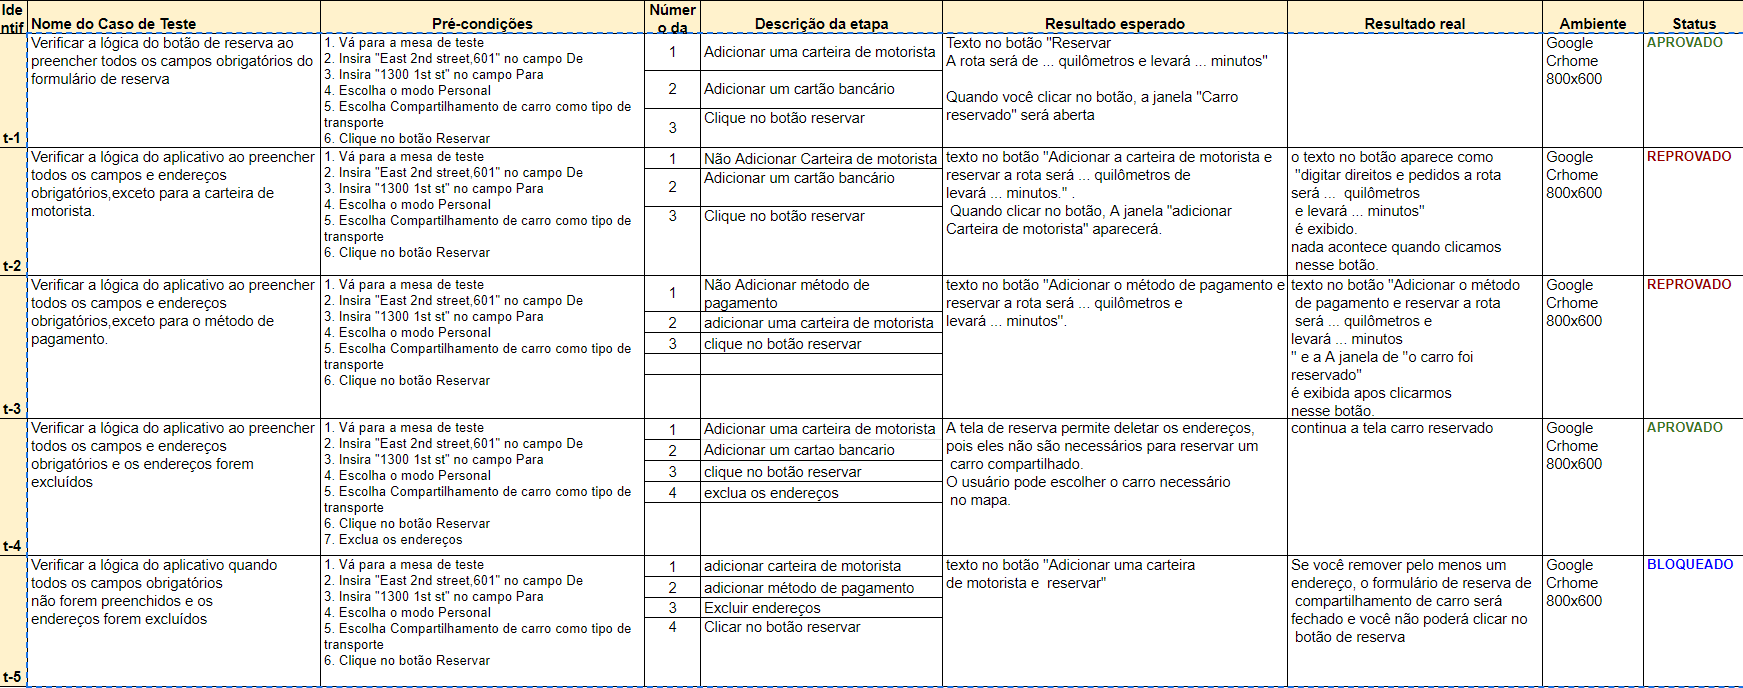 Ide
ntif
Nome do Caso de Teste
Pré-condições
Númer
o da
Descrição da etapa
Resultado esperado
Resultado real
Ambiente
Status
t-1
Verificar a lógica do botão de reserva ao
preencher todos os campos obrigatórios do
formulário de reserva
1. Vá para a mesa de teste
2. Insira "East 2nd street,601" no campo De
3. Insira "1300 1st st" no campo Para
4. Escolha o modo Personal
5. Escolha Compartilhamento de carro como tipo de
transporte
6. Clique no botão Reservar
1
Adicionar uma carteira de motorista
2
Adicionar um cartão bancário
3
Clique no botão reservar
Texto no botão "Reservar
A rota será de ... quilômetros e levará ... minutos"
Quando você clicar no botão, a janela "Carro
reservado" será aberta
Google
Crhome
800x600
APROVADO
t-2
Verificar a lógica do aplicativo ao preencher
todos os campos e endereços
obrigatórios,exceto para a carteira de
motorista.
1. Vá para a mesa de teste
2. Insira "East 2nd street,601" no campo De
3. Insira "1300 1st st" no campo Para
4. Escolha o modo Personal
5. Escolha Compartilhamento de carro como tipo de
transporte
6. Clique no botão Reservar
1
Não Adicionar Carteira de motorista
2
Adicionar um cartão bancário
3
Clique no botão reservar
texto no botão "Adicionar a carteira de motorista e
reservar a rota será ... quilômetros de
levará ... minutos." .
Quando clicar no botão, A janela "adicionar
Carteira de motorista" aparecerá.
o texto no botão aparece como
"digitar direitos e pedidos a rota
será ... quilômetros
e levará ... minutos"
é exibido.
nada acontece quando clicamos
nesse botão.
Google
Crhome
800x600
REPROVADO
t-3
Verificar a lógica do aplicativo ao preencher
todos os campos e endereços
obrigatórios,exceto para o método de
pagamento.
1. Vá para a mesa de teste
2. Insira "East 2nd street,601" no campo De
3. Insira "1300 1st st" no campo Para
4. Escolha o modo Personal
5. Escolha Compartilhamento de carro como tipo de
transporte
6. Clique no botão Reservar
1
Não Adicionar método de
pagamento
2
adicionar uma carteira de motorista
3
clique no botão reservar
texto no botão "Adicionar o método de pagamento e
reservar a rota será ... quilômetros e
levará ... minutos".
texto no botão "Adicionar o método
de pagamento e reservar a rota
será ... quilômetros e
levará ... minutos
" e a A janela de "o carro foi
reservado"
é exibida apos clicarmos
nesse botão.
Google
Crhome
800x600
REPROVADO
t-4
Verificar a lógica do aplicativo ao preencher
todos os campos e endereços
obrigatórios e os endereços forem
excluídos
1. Vá para a mesa de teste
2. Insira "East 2nd street,601" no campo De
3. Insira "1300 1st st" no campo Para
4. Escolha o modo Personal
5. Escolha Compartilhamento de carro como tipo de
transporte
6. Clique no botão Reservar
7. Exclua os endereços
1
Adicionar uma carteira de motorista
2
Adicionar um cartao bancario
3
clique no botão reservar
4
exclua os endereços
A tela de reserva permite deletar os endereços,
pois eles não são necessários para reservar um
carro compartilhado.
O usuário pode escolher o carro necessário
no mapa.
continua a tela carro reservado
Google
Crhome
800x600
APROVADO
t-5
Verificar a lógica do aplicativo quando
todos os campos obrigatórios
não forem preenchidos e os
endereços forem excluídos
1. Vá para a mesa de teste
2. Insira "East 2nd street,601" no campo De
3. Insira "1300 1st st" no campo Para
4. Escolha o modo Personal
5. Escolha Compartilhamento de carro como tipo de
transporte
6. Clique no botão Reservar
1
adicionar carteira de motorista
2
adicionar método de pagamento
3
Excluir endereços
4
Clicar no botão reservar
texto no botão "Adicionar uma carteira
de motorista e reservar"
Se você remover pelo menos um
endereço, o formulário de reserva de
compartilhamento de carro será
fechado e você não poderá clicar no
botão de reserva
Google
Crhome
800x600
BLOQUEADO